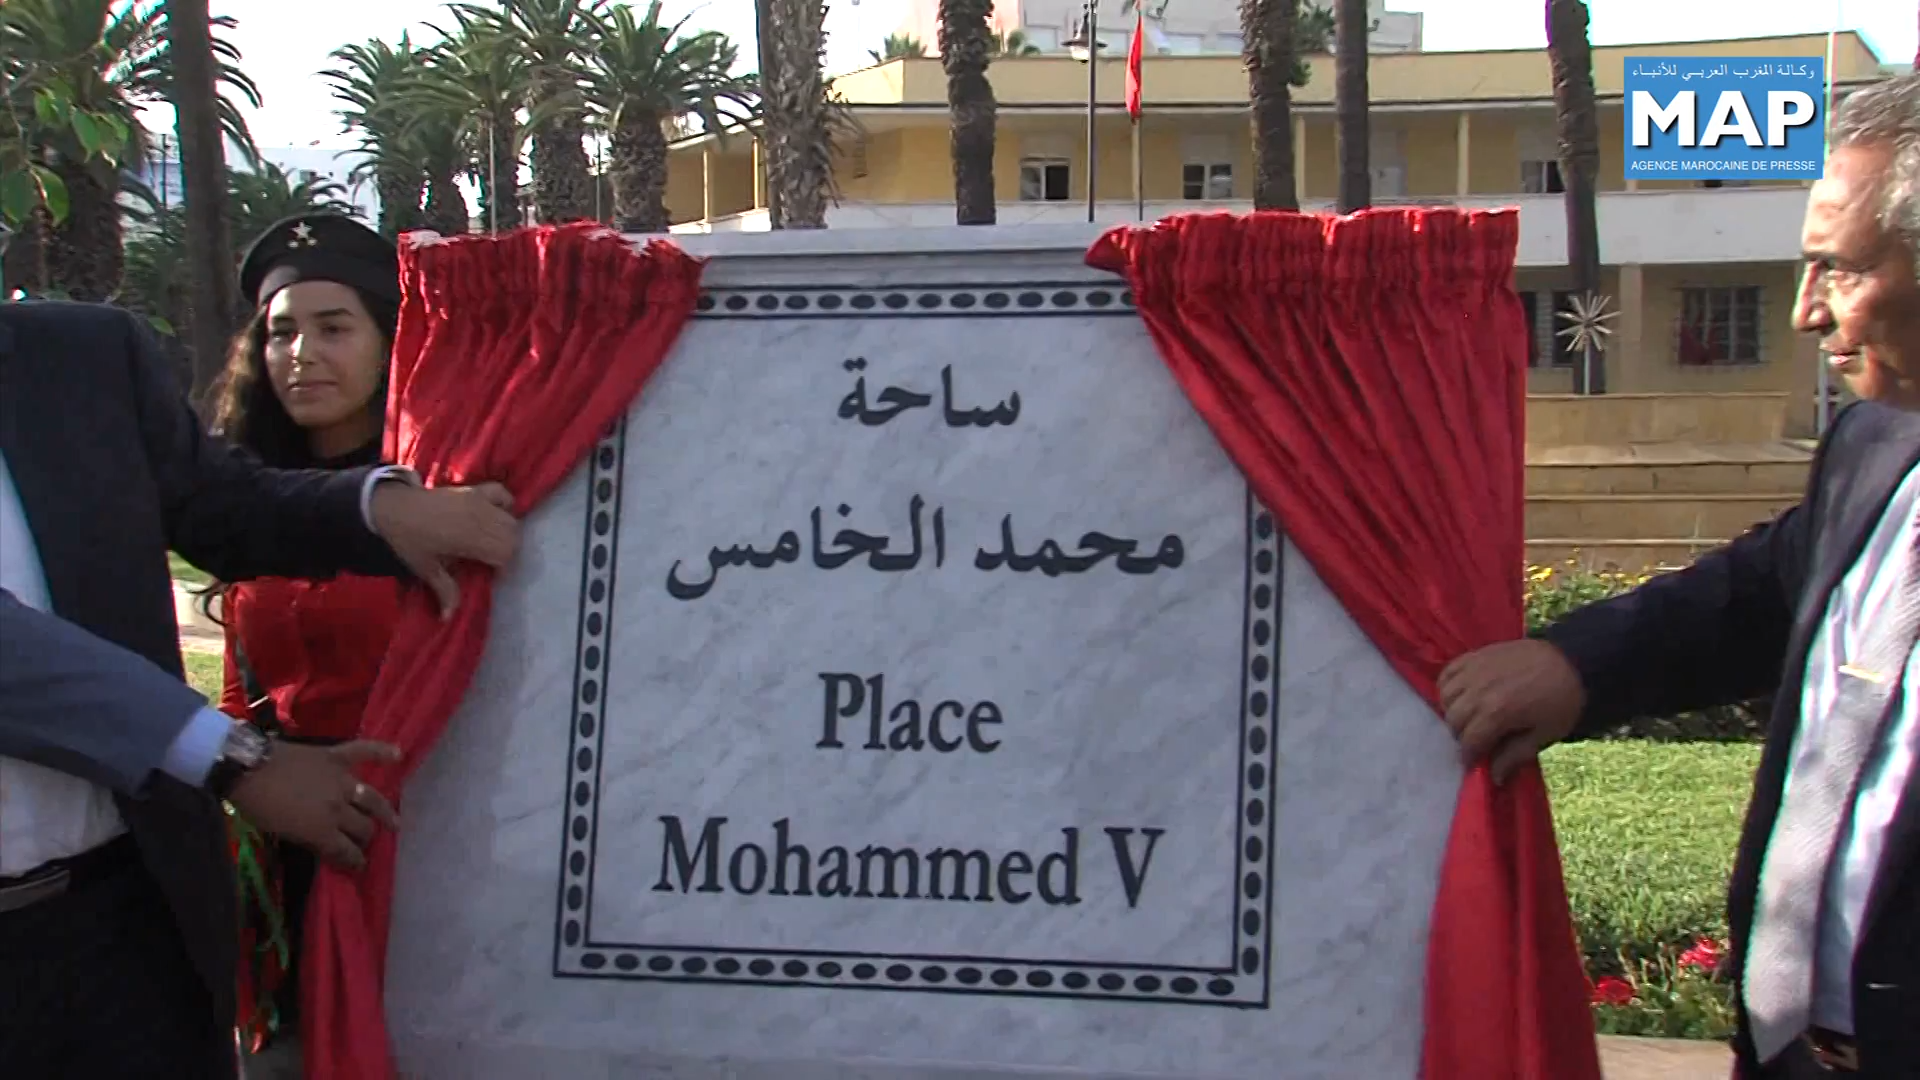 وكالة المغرب العربي للأنباء
MAP
AGENCE MAROCAINE DE PRESSE
ساحة
محمد الخامس
Place
Mohammed V